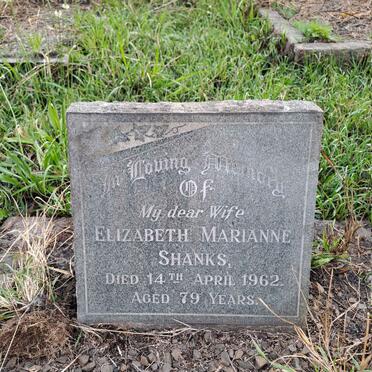 In Loving Memory
Of
My dear Wife
ELIZABETH MARIANNE
SHANKS,
DIED 14TH APRIL 1962.
AGED 79 YEARS.